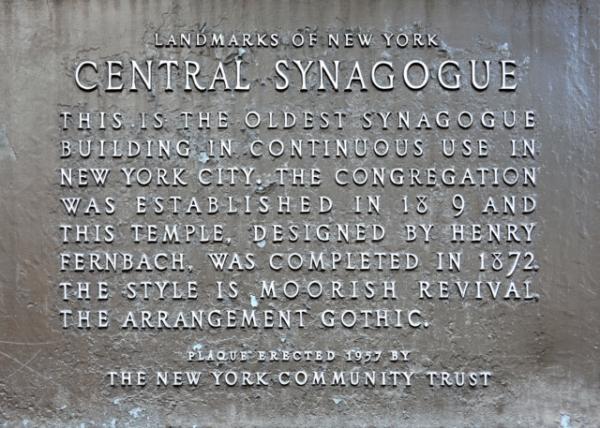 LANDMARKS OF NEW YORK
CENTRAL SYNAGOGUE
THIS IS THE OLDEST SYNAGOGUE
BUILDING IN CONTINUOUS USE IN
NEW YORK CITY. THE CONGREGATION
WAS ESTABLISHED IN 18 9 AND
THIS TEMPLE, DESIGNED BY HENRY
FERNBACH, WAS COMPLETED IN 1872.
THE STYLE IS MOORISH REVIVAL,
THE ARRANGEMENT GOTHIC.
PLAQUE ERECTED 1957 BY
THE NEW YORK COMMUNITY TRUST